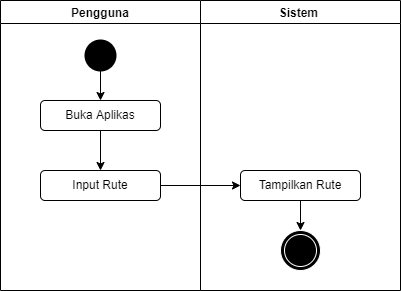 Pengguna
Sistem
Buka Aplikas
Input Rute
Tampilkan Rute